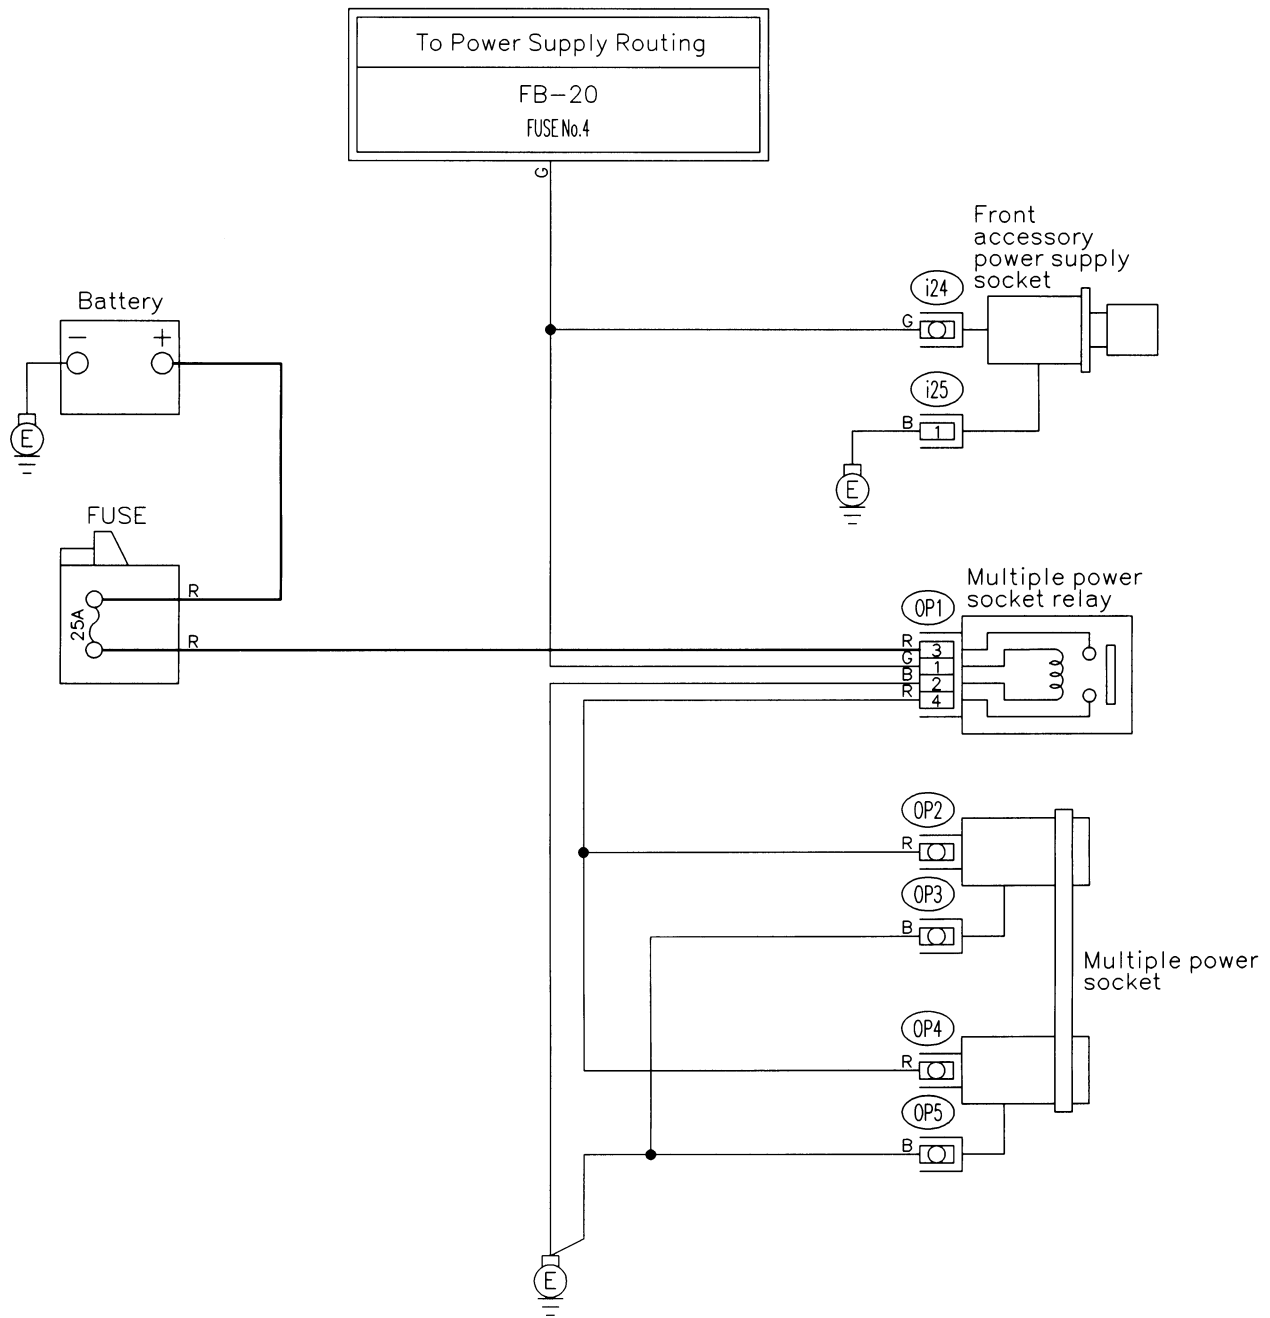 To Power Supply Routing
FB-20
FUSE No.4
G
Front
accessory
power supply
socket
i24
G
Battery
- +
i25
B 1
E
E
FUSE
25A
R
R
Multiple power
socket relay
OP1
R 3
G 1
B 2
R 4
OP2
R
OP3
B
Multiple power
socket
OP4
R
OP5
B
E